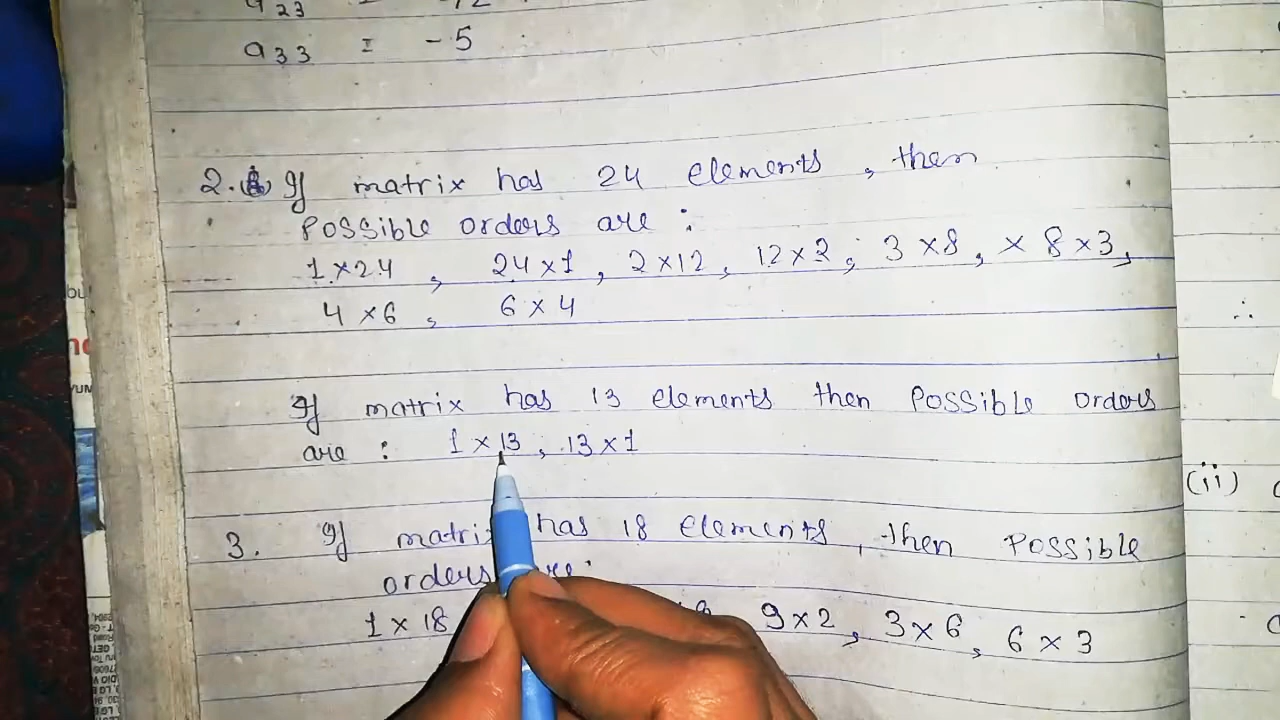 a33 = -5
2. If matrix has 24 elements, then
possible orders are :
1×24, 24×1, 2×12, 12×2, 3×8, × 8×3,
4×6, 6×4
If matrix has 13 elements then possible orders
are : 1×13, 13×1
3. If matrix has 18 elements, then possible
orders are:
1×18 9×2, 3×6, 6×3
(ii)